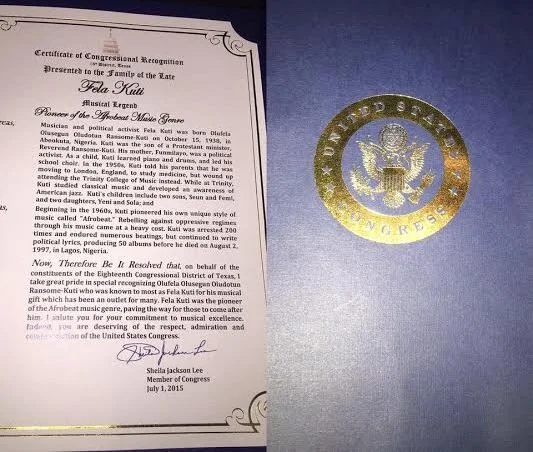 Certificate of Congressional Recognition
18th District, Texas
Presented to the Family of the Late
Fela Kuti
Musical Legend
Pioneer of the Afrobeat Music Genre
Musician and political activist Fela Kuti was born Olufela
Olusegun Oludotun Ransome-Kuti on October 15, 1938, in
Abeokuta, Nigeria. Kuti was the son of a Protestant minister,
Reverend Ransome-Kuti. His mother, Funmilayo, was a political
activist. As a child, Kuti learned piano and drums, and led his
school choir. In the 1950s, Kuti told his parents that he was
moving to London, England, to study medicine, but wound up
attending the Trinity College of Music instead. While at Trinity,
Kuti studied classical music and developed an awareness of
American jazz. Kuti's children include two sons, Seun and Femi,
and two daughters, Yeni and Sola; and
Beginning in the 1960s, Kuti pioneered his own unique style of
music called "Afrobeat." Rebelling against oppressive regimes
through his music came at a heavy cost. Kuti was arrested 200
times and endured numerous beatings, but continued to write
political lyrics, producing 50 albums before he died on August 2,
1997, in Lagos, Nigeria.
Now, Therefore Be It Resolved that, on behalf of the
constituents of the Eighteenth Congressional District of Texas, I
take great pride in special recognizing Olufela Olusegun Oludotun
Ransome-Kuti who was known to most as Fela Kuti for his musical
gift which has been an outlet for many. Fela Kuti was the pioneer
of the Afrobeat music genre, paving the way for those to come after
him. I salute you for your commitment to musical excellence.
Indeed, you are deserving of the respect, admiration and
of the United States Congress.
Sheila Jackson Lee
Sheila Jackson Lee
Member of Congress
July 1, 2015
UNITED STATES
CONGRESS